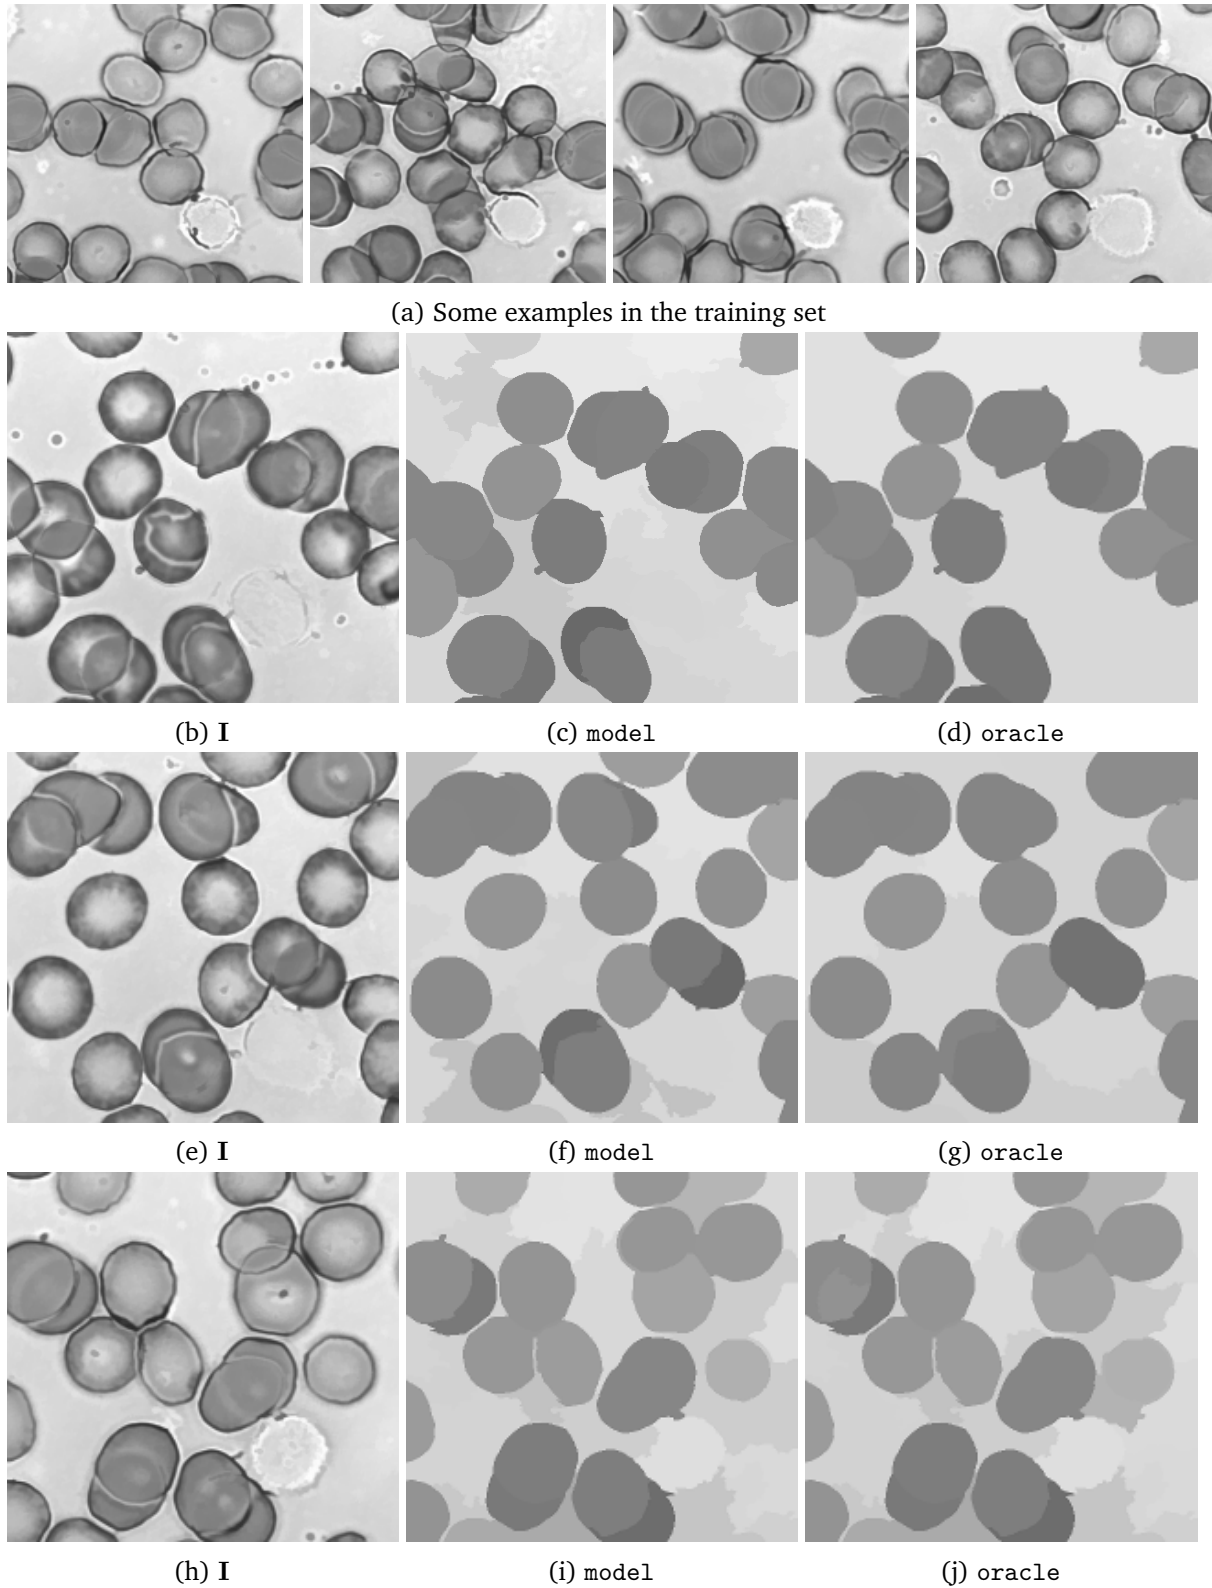 (a) Some examples in the training set
(b) I
(c) model
(d) oracle
(e) I
(f) model
(g) oracle
(h) I
(i) model
(j) oracle